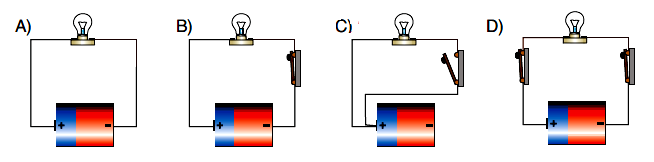 A) B) C) D)
+ - + - + - + -